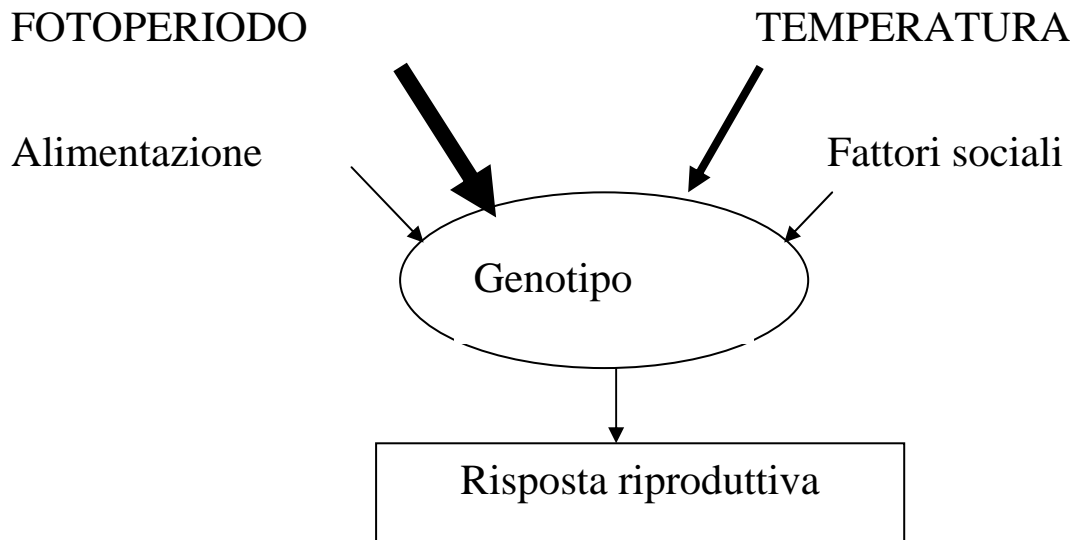 FOTOPERIODO TEMPERATURA
Alimentazione Fattori sociali
Genotipo
Risposta riproduttiva